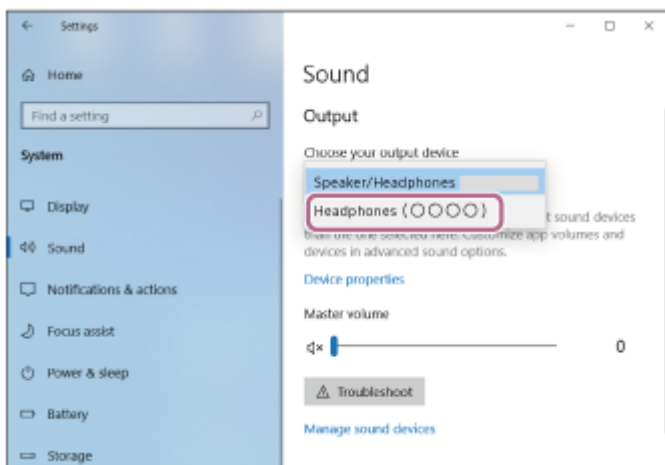 Settings
Home
Find a setting
System
Display
Sound
Notifications & actions
Focus assist
Power & sleep
Battery
Storage
Sound
Output
Choose your output device
Speaker/Headphones
Headphones (○○○○)
t sound devices
than the one selected here. Customize app volumes and
devices in advanced sound options.
Device properties
Master volume
0
Troubleshoot
Manage sound devices